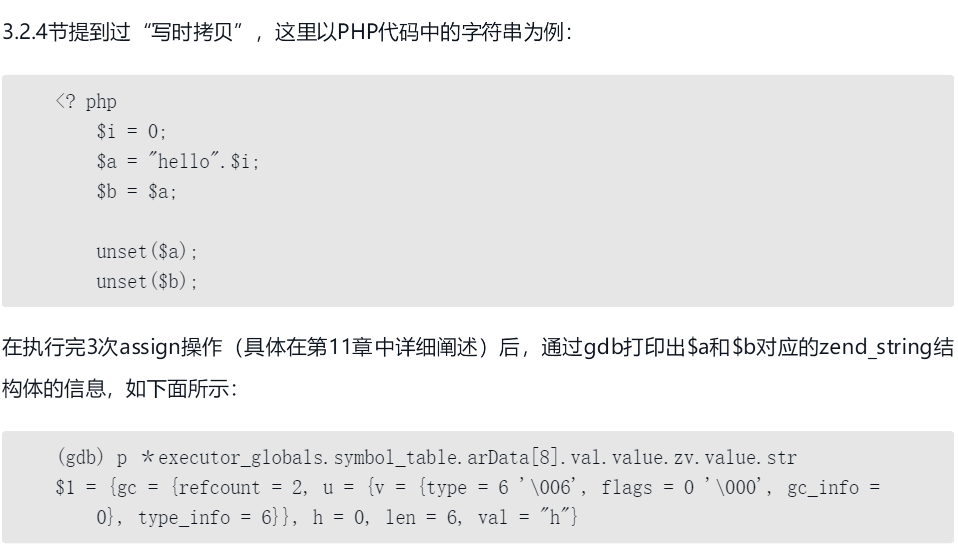 3.2.4节提到过“写时拷贝”，这里以PHP代码中的字符串为例：
<? php
$i = 0;
$a = "hello".$i;
$b = $a;
unset($a);
unset($b);
在执行完3次assign操作（具体在第11章中详细阐述）后，通过gdb打印出$a和$b对应的zend_string结
构体的信息，如下面所示：
(gdb) p *executor_globals.symbol_table.arData[8].val.value.zv.value.str
$1 = {gc = {refcount = 2, u = {v = {type = 6 '\006', flags = 0 '\000', gc_info =
0}, type_info = 6}}, h = 0, len = 6, val = "h"}